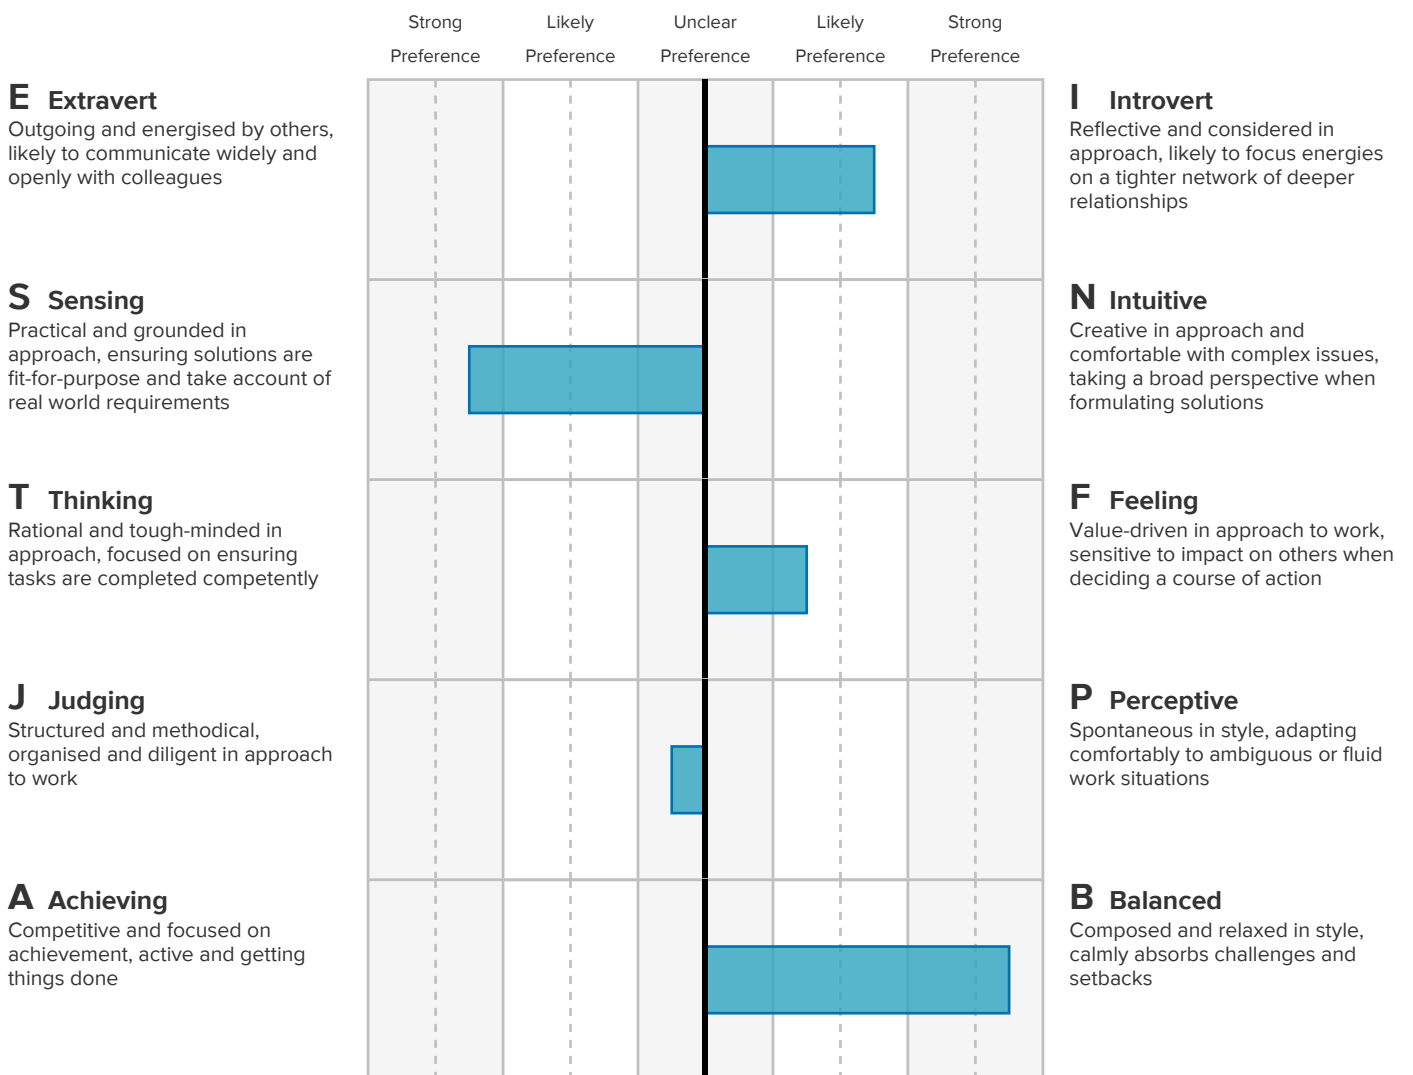 Strong Likely Unclear Likely Strong
Preference Preference Preference Preference Preference
E Extravert
Outgoing and energised by others,
likely to communicate widely and
openly with colleagues
I Introvert
Reflective and considered in
approach, likely to focus energies
on a tighter network of deeper
relationships
S Sensing
Practical and grounded in
approach, ensuring solutions are
fit-for-purpose and take account of
real world requirements
N Intuitive
Creative in approach and
comfortable with complex issues,
taking a broad perspective when
formulating solutions
T Thinking
Rational and tough-minded in
approach, focused on ensuring
tasks are completed competently
F Feeling
Value-driven in approach to work,
sensitive to impact on others when
deciding a course of action
J Judging
Structured and methodical,
organised and diligent in approach
to work
P Perceptive
Spontaneous in style, adapting
comfortably to ambiguous or fluid
work situations
A Achieving
Competitive and focused on
achievement, active and getting
things done
B Balanced
Composed and relaxed in style,
calmly absorbs challenges and
setbacks